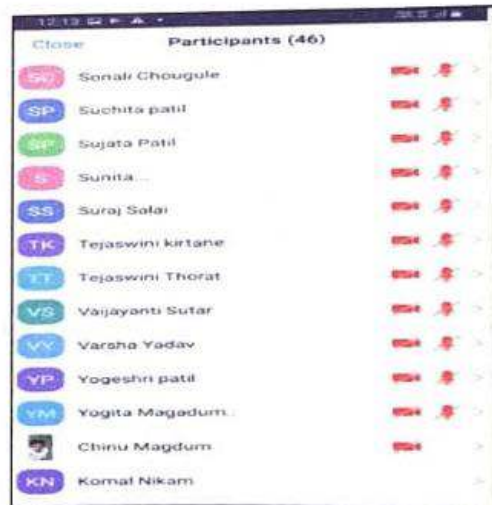 12:13
Close Participants (46)
SC Sonali Chougule
SP Suchita patil
SP Sujata Patil
S Sunita...
SS Suraj Salai
TK Tejaswini kirtane
TT Tejaswini Thorat
VS Vaijayanti Sutar
VY Varsha Yadav
YP Yogeshri patil
YM Yogita Magadum..
Chinu Magdum
KN Komal Nikam